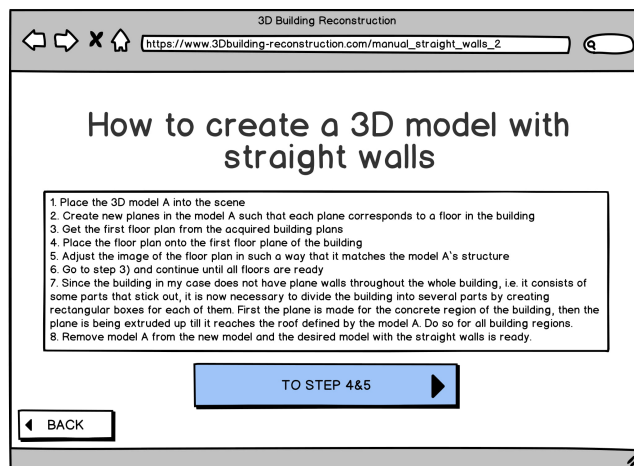 3D Building Reconstruction
https://www.3Dbuilding-reconstruction.com/manual_straight_walls_2
How to create a 3D model with
straight walls
1. Place the 3D model A into the scene
2. Create new planes in the model A such that each plane corresponds to a floor in the building
3. Get the first floor plan from the acquired building plans
4. Place the floor plan onto the first floor plane of the building
5. Adjust the image of the floor plan in such a way that it matches the model A`s structure
6. Go to step 3) and continue until all floors are ready
7. Since the building in my case does not have plane walls throughout the whole building, i.e. it consists of
some parts that stick out, it is now necessary to divide the building into several parts by creating
rectangular boxes for each of them. First the plane is made for the concrete region of the building, then the
plane is being extruded up till it reaches the roof defined by the model A. Do so for all building regions.
8. Remove model A from the new model and the desired model with the straight walls is ready.
TO STEP 4&5
BACK